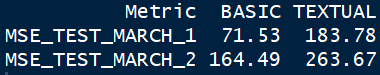 Metric BASIC TEXTUAL
MSE_TEST_MARCH_1 71.53 183.78
MSE_TEST_MARCH_2 164.49 263.67